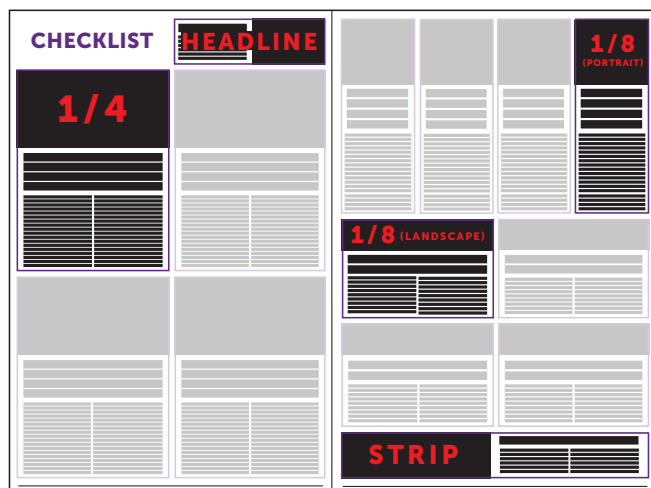 CHECKLIST
HEADLINE
1/4
1/8
(PORTRAIT)
1/8 (LANDSCAPE)
STRIP